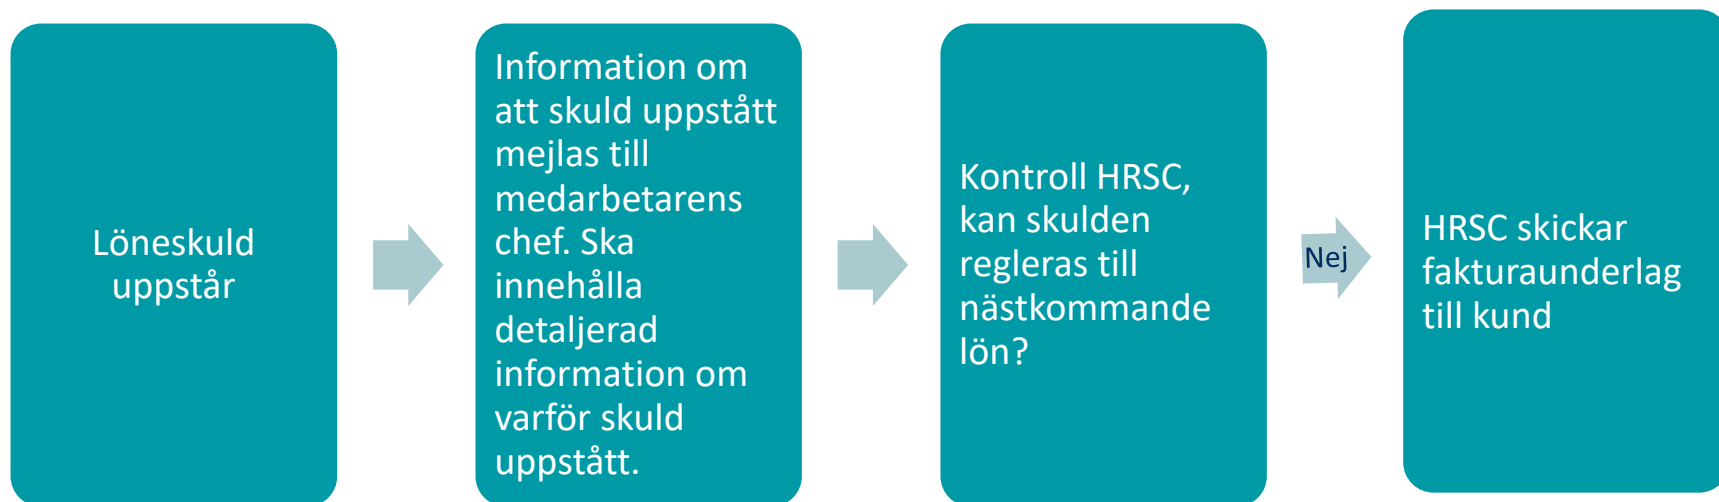 Löneskuld
uppstår
Information om
att skuld uppstått
mejlas till
medarbetarens
chef. Ska
innehålla
detaljerad
information om
varför skuld
uppstått.
Kontroll HRSC,
kan skulden
regleras till
nästkommande
lön?
Nej
HRSC skickar
fakturaunderlag
till kund